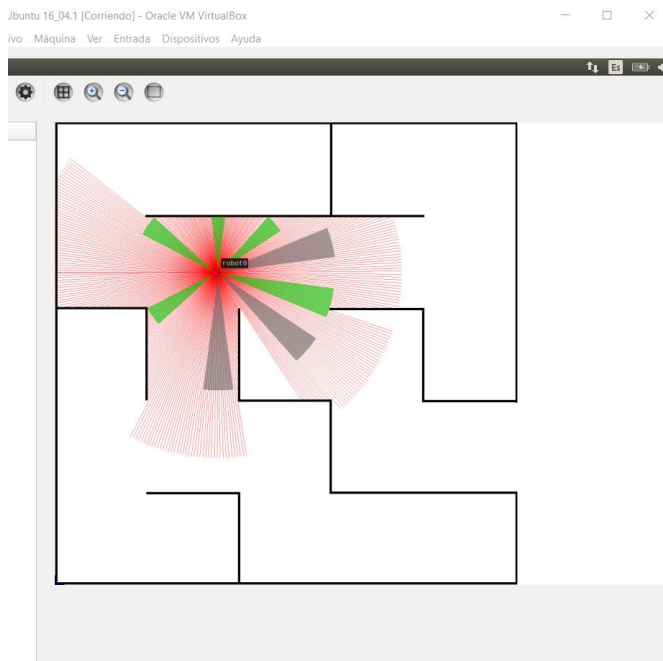 Jbuntu 16_04.1 [Corriendo] - Oracle VM VirtualBox
ivo Máquina Ver Entrada Dispositivos Ayuda
Es
robot0